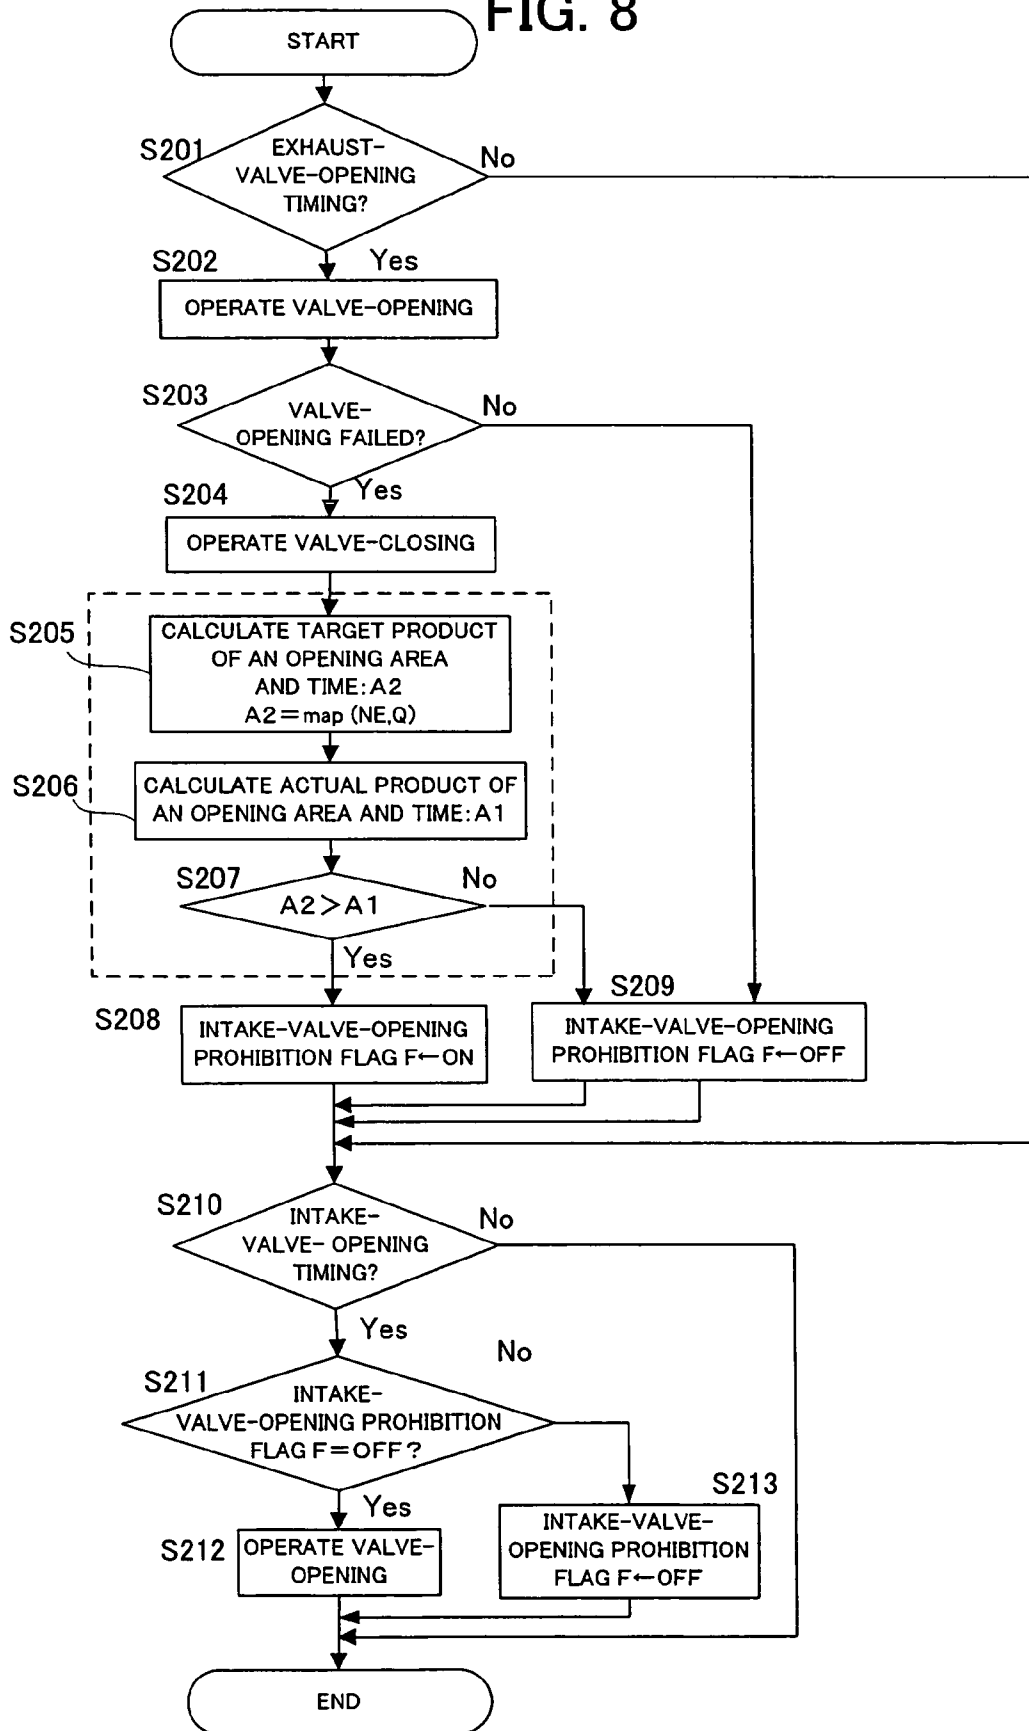 FIG. 8
START
S201
EXHAUST-
VALVE-OPENING
TIMING?
No
Yes
S202
OPERATE VALVE-OPENING
S203
VALVE-
OPENING FAILED?
No
Yes
S204
OPERATE VALVE-CLOSING
S205
CALCULATE TARGET PRODUCT
OF AN OPENING AREA
AND TIME:A2
A2=map (NE,Q)
S206
CALCULATE ACTUAL PRODUCT OF
AN OPENING AREA AND TIME:A1
S207
A2>A1
No
Yes
S208
INTAKE-VALVE-OPENING
PROHIBITION FLAG F←ON
S209
INTAKE-VALVE-OPENING
PROHIBITION FLAG F←OFF
S210
INTAKE-
VALVE- OPENING
TIMING?
No
Yes
S211
INTAKE-
VALVE-OPENING PROHIBITION
FLAG F=OFF?
No
Yes
S212
OPERATE VALVE-
OPENING
S213
INTAKE-VALVE-
OPENING PROHIBITION
FLAG F←OFF
END